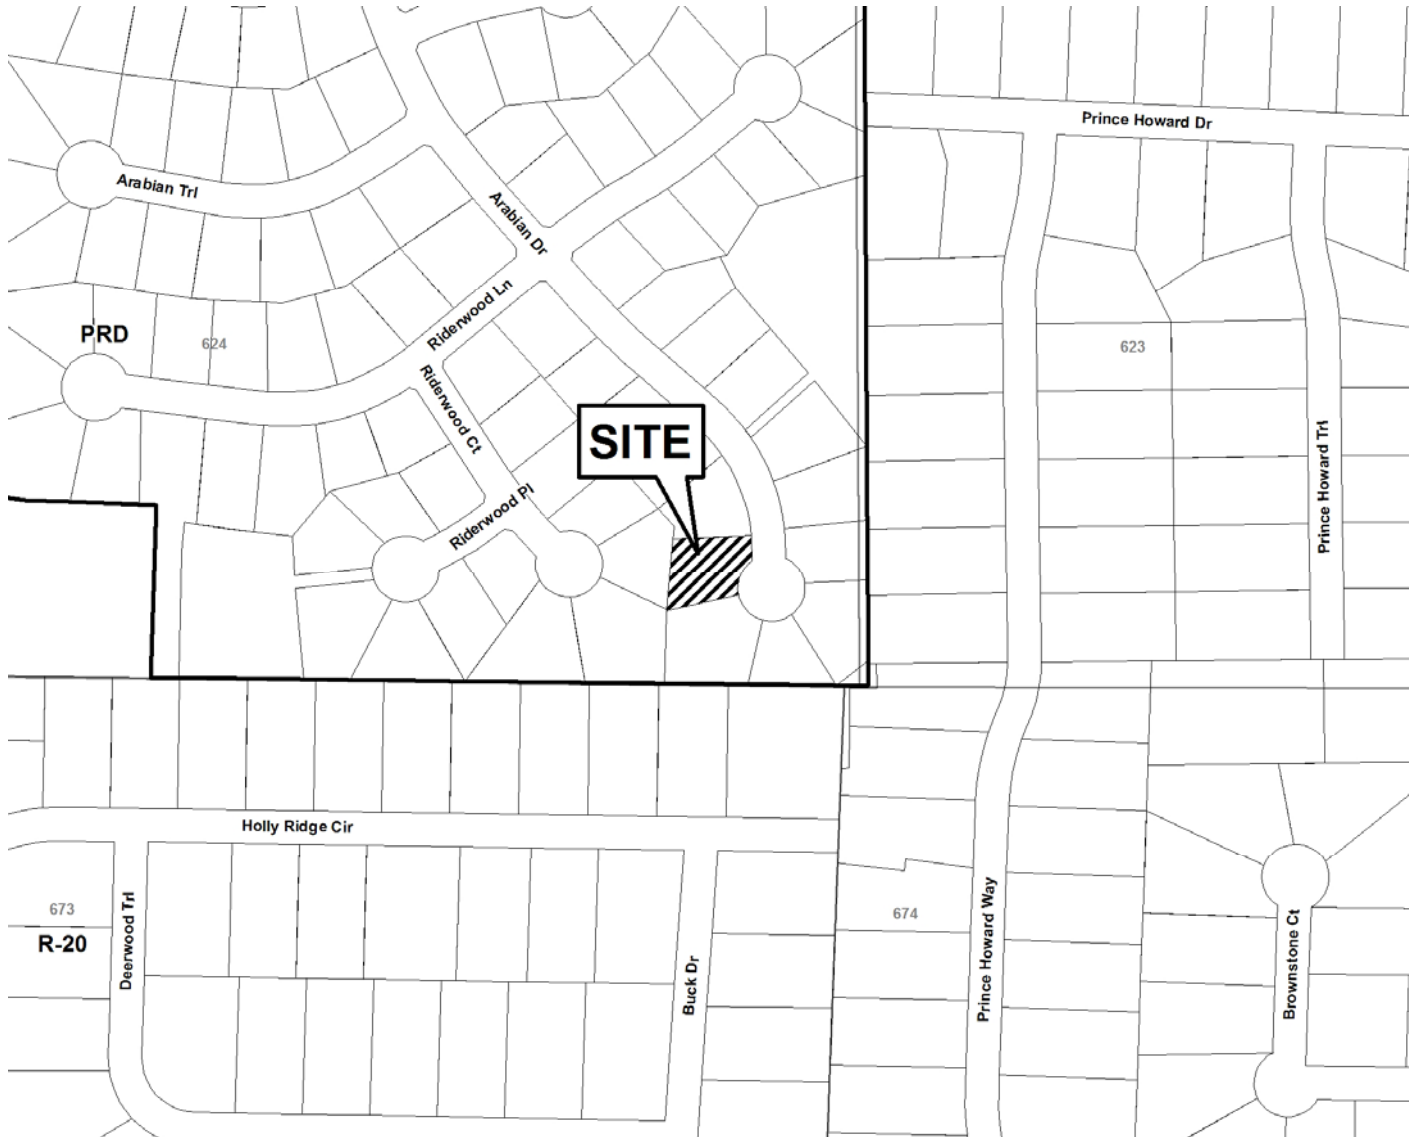 Prince Howard Dr
Arabian Trl
Arabian Dr
Riderwood Ln
PRD
624
623
Riderwood Ct
SITE
Prince Howard Trl
Riderwood Pl
Holly Ridge Cir
673
R-20
Deerwood Trl
674
Prince Howard Way
Buck Dr
Brownstone Ct